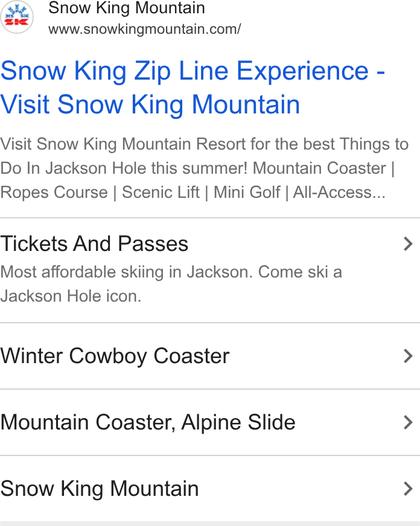 Snow King Mountain
www.snowkingmountain.com/
Snow King Zip Line Experience -
Visit Snow King Mountain
Visit Snow King Mountain Resort for the best Things to
Do In Jackson Hole this summer! Mountain Coaster |
Ropes Course | Scenic Lift | Mini Golf | All-Access...
Tickets And Passes
Most affordable skiing in Jackson. Come ski a
Jackson Hole icon.
Winter Cowboy Coaster
Mountain Coaster, Alpine Slide
Snow King Mountain